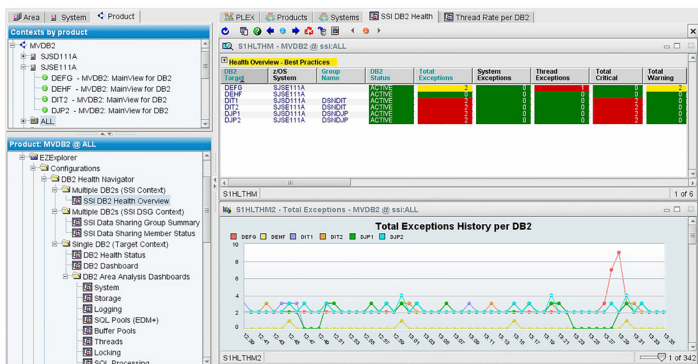 Area System Product
Contexts by product
MVDB2
SJSD111A
SJSE111A
DEFG - MVDB2: MainView for DB2
DEHF - MVDB2: MainView for DB2
DIT2 - MVDB2: MainView for DB2
DJP2 - MVDB2: MainView for DB2
ALL
Product: MVDB2 @ ALL
EZExplorer
Configurations
DB2 Health Navigator
Multiple DB2s (SSI Context)
SSI DB2 Health Overview
Multiple DB2s (SSI DSG Context)
SSI Data Sharing Group Summary
SSI Data Sharing Member Status
Single DB2 (Target Context)
DB2 Health Status
DB2 Dashboard
DB2 Area Analysis Dashboards
System
Storage
Logging
SQL Pools (EDM+)
Buffer Pools
Threads
Locking
SQL Processing
PLEX Products Systems SSI DB2 Health Thread Rate per DB2
S1HLTHM - MVDB2 @ ssi:ALL
Health Overview - Best Practices
DB2 Target z/OS System Group Name DB2 Status Total Exceptions System Exceptions Thread Exceptions Total Critical Total Warning
DEFG SJSE111A ACTIVE 2 0 1 0 2
DEHF SJSE111A ACTIVE 0 0 0 0 0
DIT1 SJSD111A DSNDIT ACTIVE 2 0 0 2 0
DIT2 SJSE111A DSNDIT ACTIVE 2 0 0 2 0
DJP1 SJSD111A DSNDJP ACTIVE 2 0 0 2 0
DJP2 SJSE111A DSNDJP ACTIVE 2 0 0 2 0
S1HLTHM 1 of 6
S1HLTHM2 - Total Exceptions - MVDB2 @ ssi:ALL
Total Exceptions History per DB2
DEFG DEHF DIT1 DIT2 DJP1 DJP2
10
8
6
4
2
0
S1HLTHM2 1 of 342